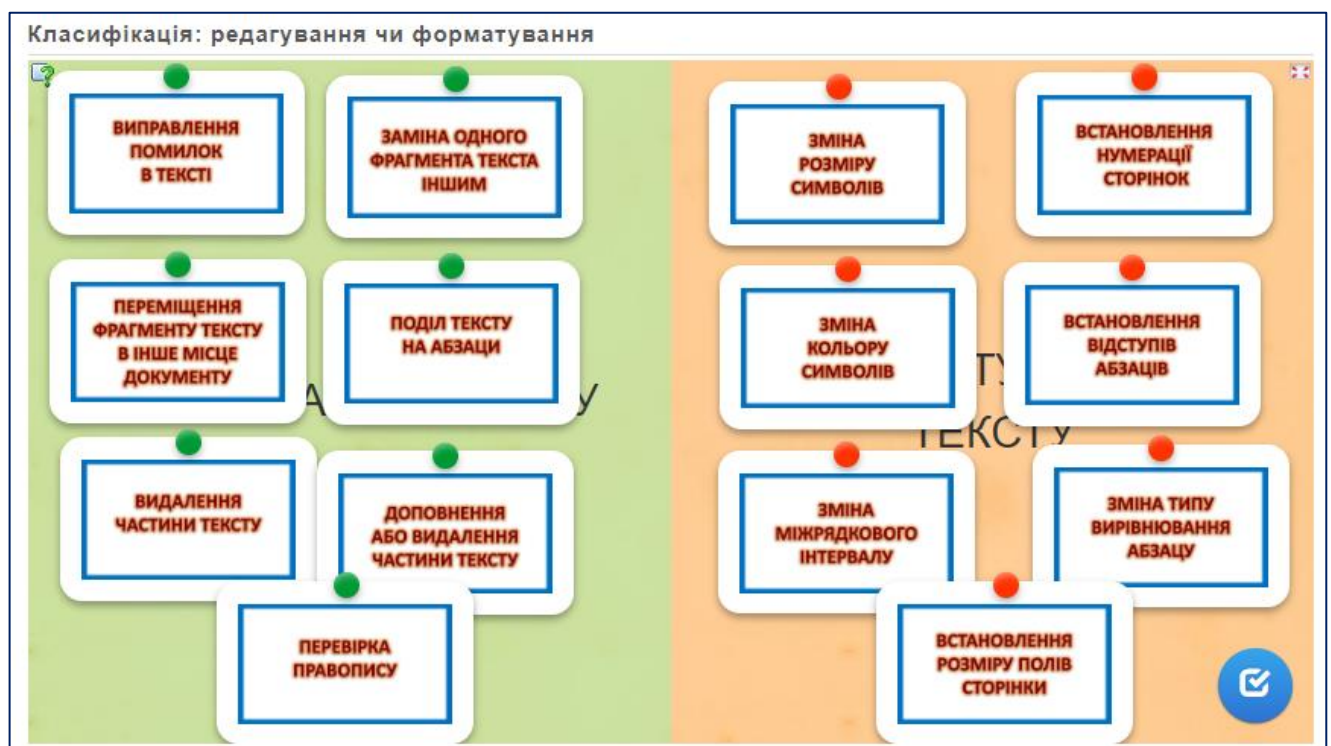 Класифікація: редагування чи форматування
ВИПРАВЛЕННЯ
ПОМИЛОК
В ТЕКСТІ
ЗАМІНА ОДНОГО
ФРАГМЕНТА ТЕКСТА
ІНШИМ
ПЕРЕМІЩЕННЯ
ФРАГМЕНТУ ТЕКСТУ
В ІНШЕ МІСЦЕ
ДОКУМЕНТУ
ПОДІЛ ТЕКСТУ
НА АБЗАЦИ
ВИДАЛЕННЯ
ЧАСТИНИ ТЕКСТУ
ДОПОВНЕННЯ
АБО ВИДАЛЕННЯ
ЧАСТИНИ ТЕКСТУ
ПЕРЕВІРКА
ПРАВОПИСУ
ЗМІНА
РОЗМІРУ
СИМВОЛІВ
ВСТАНОВЛЕННЯ
НУМЕРАЦІЇ
СТОРІНОК
ЗМІНА
КОЛЬОРУ
СИМВОЛІВ
ВСТАНОВЛЕННЯ
ВІДСТУПІВ
АБЗАЦІВ
ТЕКСТУ
ЗМІНА
МІЖРЯДКОВОГО
ІНТЕРВАЛУ
ЗМІНА ТИПУ
ВИРІВНЮВАННЯ
АБЗАЦУ
ВСТАНОВЛЕННЯ
РОЗМІРУ ПОЛІВ
СТОРІНКИ